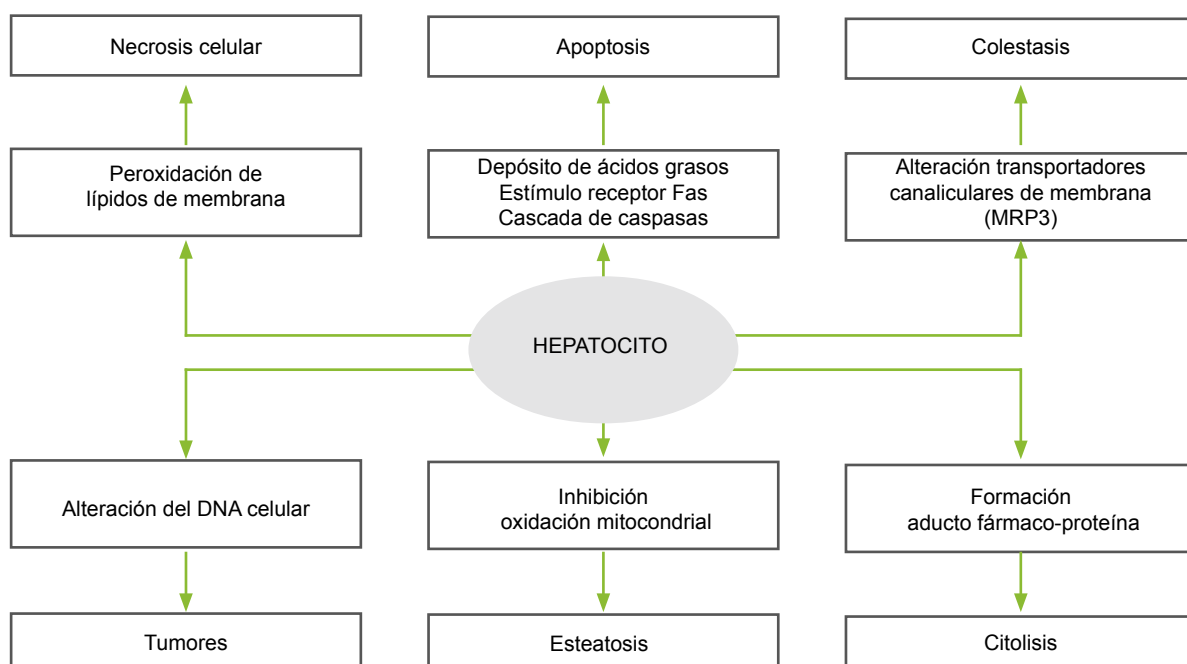 Necrosis celular
Apoptosis
Colestasis
Peroxidación de
lípidos de membrana
Depósito de ácidos grasos
Estímulo receptor Fas
Cascada de caspasas
Alteración transportadores
canaliculares de membrana
(MRP3)
HEPATOCITO
Alteración del DNA celular
Inhibición
oxidación mitocondrial
Formación
aducto fármaco-proteína
Tumores
Esteatosis
Citolisis